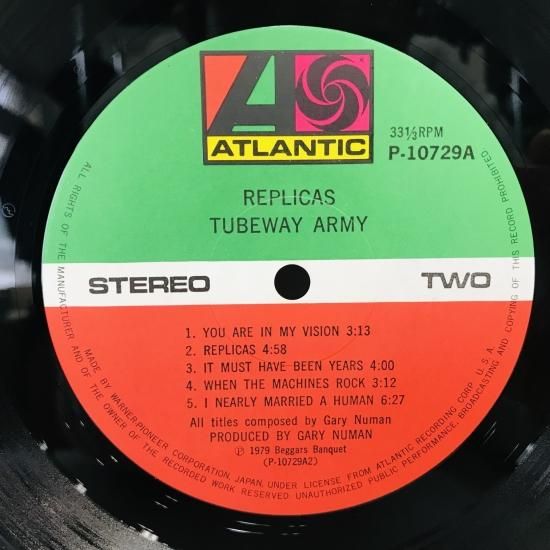 ATLANTIC
33⅓RPM
P-10729A
REPLICAS
TUBEWAY ARMY
STEREO
TWO
1. YOU ARE IN MY VISION 3:13
2. REPLICAS 4:58
3. IT MUST HAVE BEEN YEARS 4:00
4. WHEN THE MACHINES ROCK 3:12
5. I NEARLY MARRIED A HUMAN 6:27
All titles composed by Gary Numan
PRODUCED BY GARY NUMAN
Ⓟ 1979 Beggars Banquet
(P-10729A2)
MADE BY WARNER-PIONEER CORPORATION, JAPAN, UNDER LICENSE FROM ATLANTIC RECORDING CORP. U.S.A.
ALL RIGHTS OF THE MANUFACTURER AND OF THE OWNER OF THE RECORDED WORK RESERVED UNAUTHORIZED PUBLIC PERFORMANCE, BROADCASTING AND COPYING OF THIS RECORD PROHIBITED